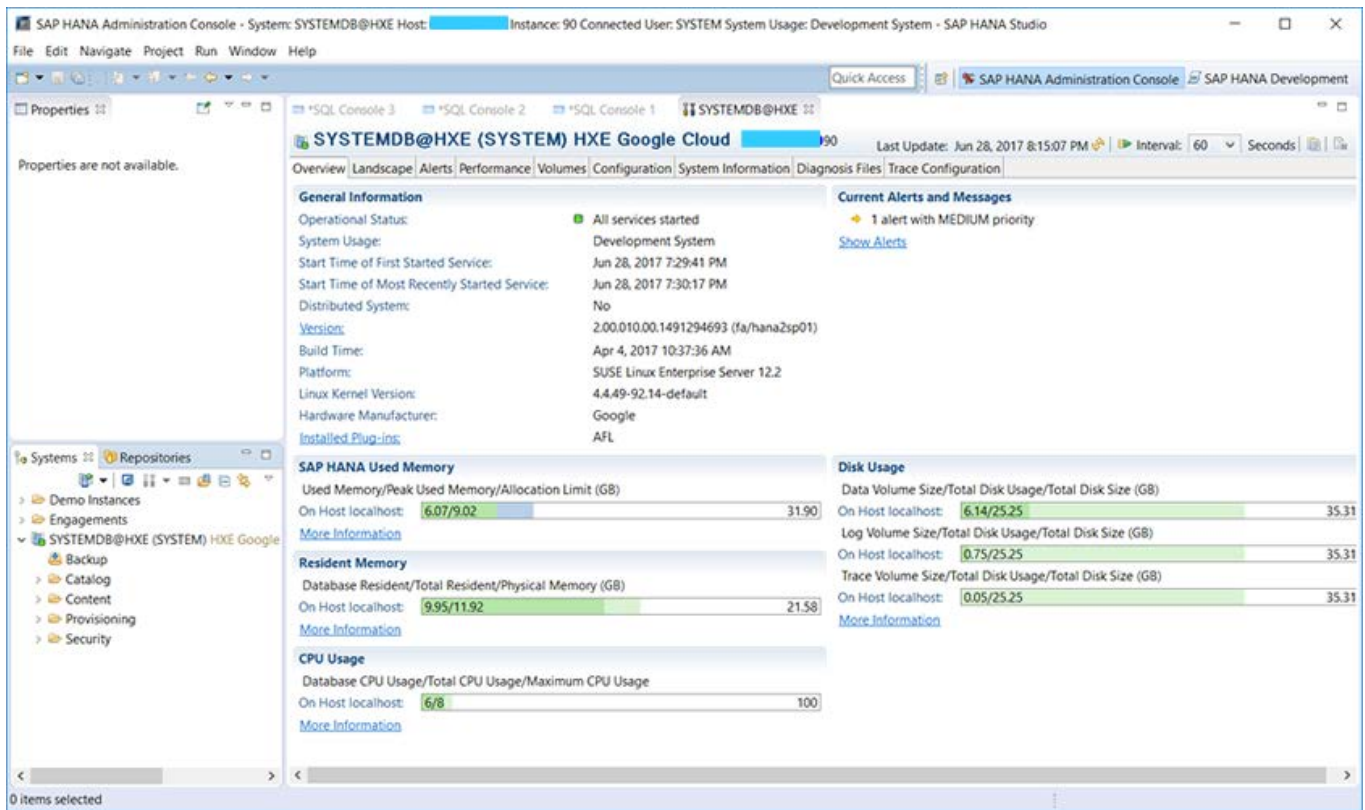 SAP HANA Administration Console - System: SYSTEMDB@HXE Host: Instance: 90 Connected User: SYSTEM System Usage: Development System - SAP HANA Studio
File Edit Navigate Project Run Window Help
Quick Access SAP HANA Administration Console SAP HANA Development
Properties
Properties are not available.
Systems Repositories
Demo Instances
Engagements
SYSTEMDB@HXE (SYSTEM) HXE Google
Backup
Catalog
Content
Provisioning
Security
*SQL Console 3 *SQL Console 2 *SQL Console 1 SYSTEMDB@HXE
SYSTEMDB@HXE (SYSTEM) HXE Google Cloud 90 Last Update: Jun 28, 2017 8:15:07 PM Interval: 60 Seconds
Overview Landscape Alerts Performance Volumes Configuration System Information Diagnosis Files Trace Configuration
General Information
Operational Status: All services started
System Usage: Development System
Start Time of First Started Service: Jun 28, 2017 7:29:41 PM
Start Time of Most Recently Started Service: Jun 28, 2017 7:30:17 PM
Distributed System: No
Version: 2.00.010.00.1491294693 (fa/hana2sp01)
Build Time: Apr 4, 2017 10:37:36 AM
Platform: SUSE Linux Enterprise Server 12.2
Linux Kernel Version: 4.4.49-92.14-default
Hardware Manufacturer: Google
Installed Plug-ins: AFL
Current Alerts and Messages
1 alert with MEDIUM priority
Show Alerts
SAP HANA Used Memory
Used Memory/Peak Used Memory/Allocation Limit (GB)
On Host localhost: 6.07/9.02 31.90
More Information
Resident Memory
Database Resident/Total Resident/Physical Memory (GB)
On Host localhost: 9.95/11.92 21.58
More Information
CPU Usage
Database CPU Usage/Total CPU Usage/Maximum CPU Usage
On Host localhost: 6/8 100
More Information
Disk Usage
Data Volume Size/Total Disk Usage/Total Disk Size (GB)
On Host localhost: 6.14/25.25 35.31
Log Volume Size/Total Disk Usage/Total Disk Size (GB)
On Host localhost: 0.75/25.25 35.31
Trace Volume Size/Total Disk Usage/Total Disk Size (GB)
On Host localhost: 0.05/25.25 35.31
More Information
0 items selected